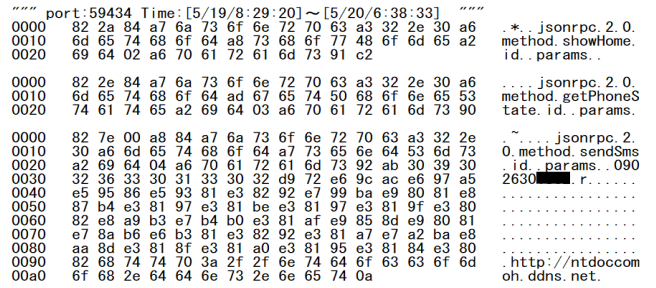 """ port:59434 Time:[5/19/8:29:20]～[5/20/6:38:33] """
0000 82 2a 84 a7 6a 73 6f 6e 72 70 63 a3 32 2e 30 a6 .*..jsonrpc.2.0.
0010 6d 65 74 68 6f 64 a8 73 68 6f 77 48 6f 6d 65 a2 method.showHome.
0020 69 64 02 a6 70 61 72 61 6d 73 91 c2 id..params..
0000 82 2e 84 a7 6a 73 6f 6e 72 70 63 a3 32 2e 30 a6 ....jsonrpc.2.0.
0010 6d 65 74 68 6f 64 ad 67 65 74 50 68 6f 6e 65 53 method.getPhoneS
0020 74 61 74 65 a2 69 64 03 a6 70 61 72 61 6d 73 90 tate.id..params.
0000 82 7e 00 a8 84 a7 6a 73 6f 6e 72 70 63 a3 32 2e .~....jsonrpc.2
0010 30 a6 6d 65 74 68 6f 64 a7 73 65 6e 64 53 6d 73 0.method.sendSms
0020 a2 69 64 04 a6 70 61 72 61 6d 73 92 ab 30 39 30 .id..params..090
0030 32 36 33 30 31 33 30 32 d9 72 e6 9c ac e6 97 a5 2630 .r......
0040 e5 95 86 e5 93 81 e3 82 92 e7 99 ba e9 80 81 e8 ................
0050 87 b4 e3 81 97 e3 81 be e3 81 97 e3 81 9f e3 80 ................
0060 82 e8 a9 b3 e7 b4 b0 e3 81 af e9 85 8d e9 80 81 ................
0070 e7 8a b6 e6 b3 81 e3 82 92 e3 81 a7 e7 a2 ba e8 ................
0080 aa 8d e3 81 8f e3 81 a0 e3 81 95 e3 81 84 e3 80 ................
0090 82 68 74 74 70 3a 2f 2f 6e 74 64 6f 63 63 6f 6d .http://ntdoccom
00a0 6f 68 2e 64 64 6e 73 2e 6e 65 74 0a oh.ddns.net.